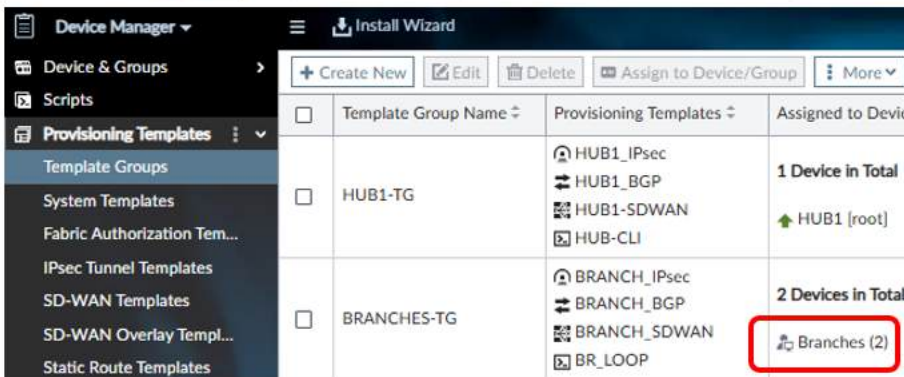 Device Manager
Install Wizard
Device & Groups
Scripts
Provisioning Templates
Template Groups
System Templates
Fabric Authorization Tem...
IPsec Tunnel Templates
SD-WAN Templates
SD-WAN Overlay Templ...
Static Route Templates
+ Create New Edit Delete Assign to Device/Group More
Template Group Name Provisioning Templates Assigned to Devic
HUB1-TG
HUB1_IPsec
HUB1_BGP
HUB1-SDWAN
HUB-CLI
1 Device in Total
HUB1 [root]
BRANCHES-TG
BRANCH_IPsec
BRANCH_BGP
BRANCH_SDWAN
BR_LOOP
2 Devices in Total
Branches (2)